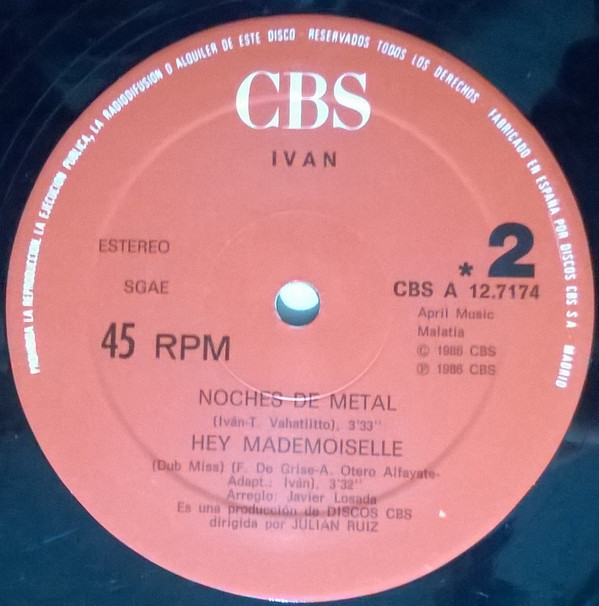 PROHIBIDA LA REPRODUCCION, LA EJECUCION PUBLICA, LA RADIODIFUSION O ALQUILER DE ESTE DISCO - RESERVADOS TODOS LOS DERECHOS FABRICADO EN ESPAÑA POR DISCOS CBS S A - MADRID
CBS
IVAN
ESTEREO
SGAE
45 RPM
* 2
CBS A 12.7174
April Music
Malatia
© 1986 CBS
℗ 1986 CBS
NOCHES DE METAL
(Iván-T. Vahatilitto), 3'33''
HEY MADEMOISELLE
(Dub Miss) (F. De Grise-A. Otero Alfayate-
Adapt.: Iván), 3'32''
Arreglo: Javier Losada
Es una producción de DISCOS CBS
dirigida por JULIAN RUIZ